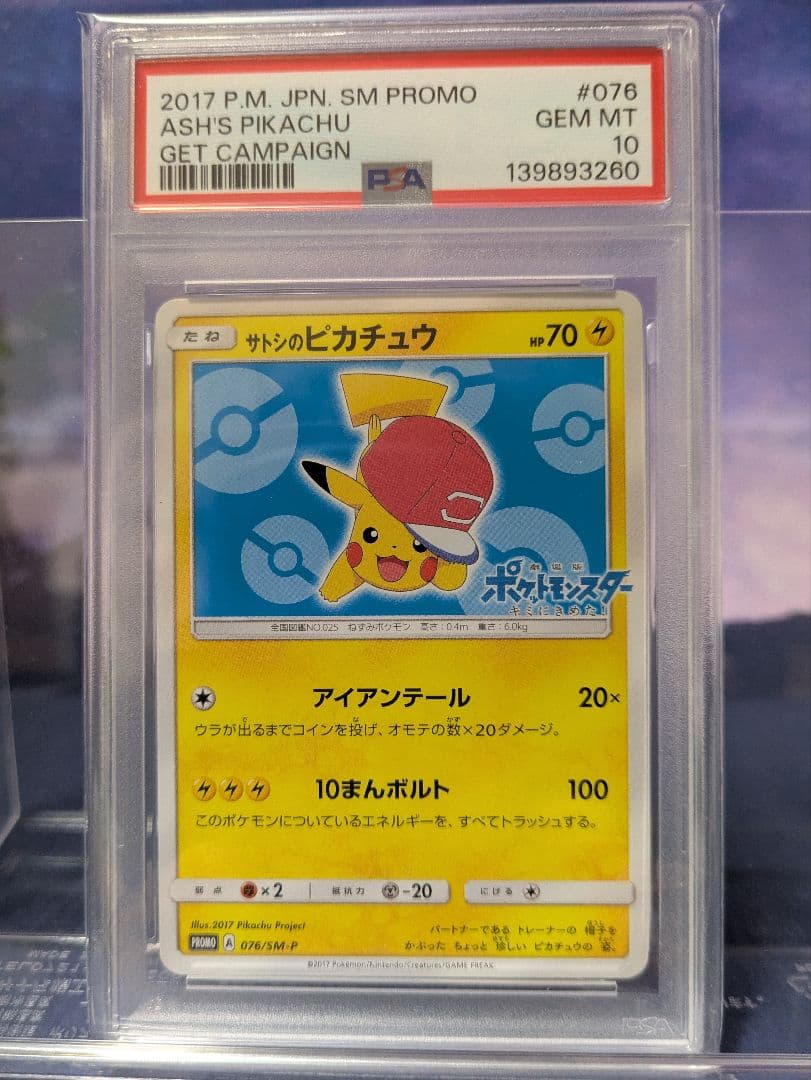 2017 P.M. JPN. SM PROMO #076
ASH'S PIKACHU GEM MT
GET CAMPAIGN 10
PSA 139893260
たね サトシのピカチュウ HP70
劇場版
ポケットモンスター
キミにきめた!
全国図鑑NO.025 ねずみポケモン 高さ:0.4m 重さ:6.0kg
アイアンテール 20×
ウラが出るまでコインを投げ、オモテの数×20ダメージ。
10まんボルト 100
このポケモンについているエネルギーを、すべてトラッシュする。
弱点 ×2 抵抗力 -20 にげる
Illus.2017 Pikachu Project
PROMO A 076/SM-P
パートナーである トレーナーの 帽子を
かぶった ちょっと 珍しい ピカチュウの 姿。
©2017 Pokémon/Nintendo/Creatures/GAME FREAK